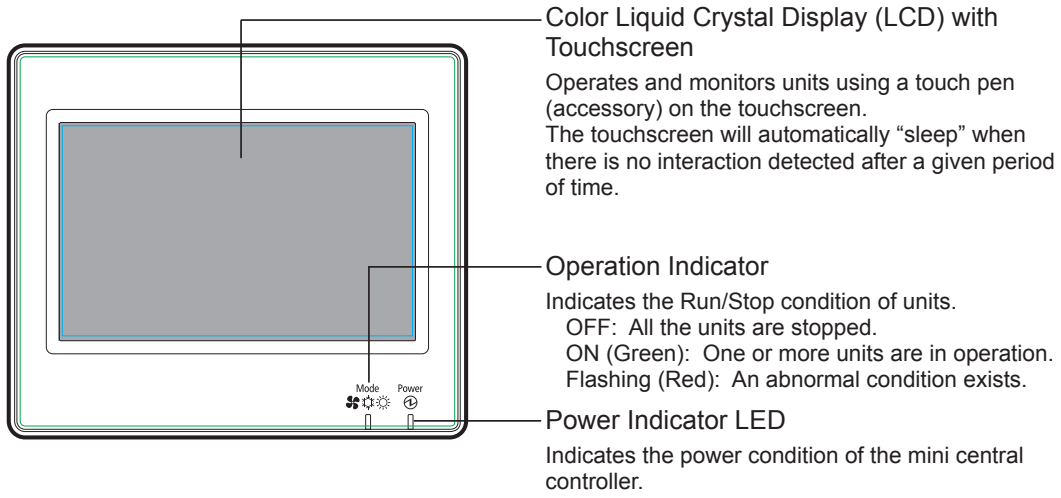 Color Liquid Crystal Display (LCD) with
Touchscreen
Operates and monitors units using a touch pen
(accessory) on the touchscreen.
The touchscreen will automatically “sleep” when
there is no interaction detected after a given period
of time.
Operation Indicator
Indicates the Run/Stop condition of units.
OFF: All the units are stopped.
ON (Green): One or more units are in operation.
Flashing (Red): An abnormal condition exists.
Mode Power
Power Indicator LED
Indicates the power condition of the mini central
controller.